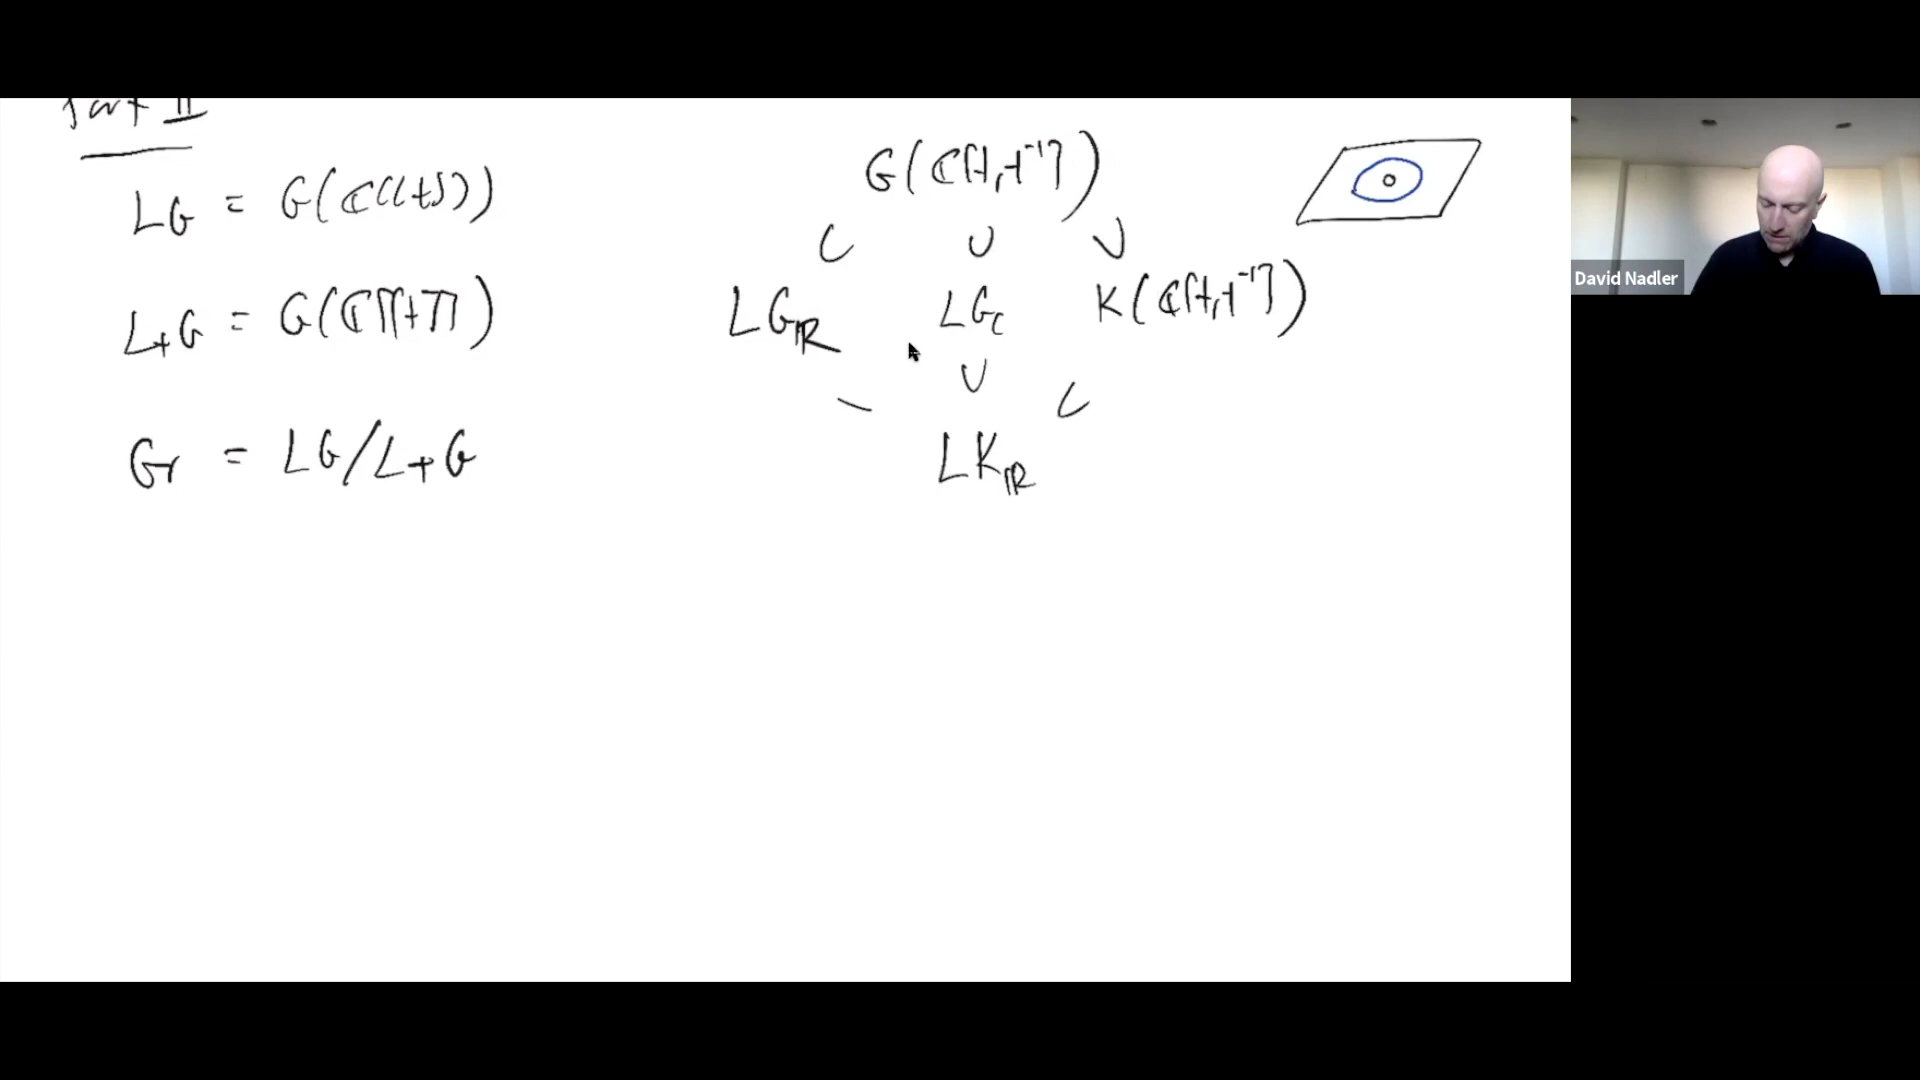 Part II
LG = G(ℂ((t)))
L₊G = G(ℂ[[t]])
Gr = LG/L₊G
G(ℂ[t,t⁻¹])
⊂ ∪ ∪
LG_ℝ LG_c K(ℂ[t,t⁻¹])
∪ ⊂
LK_ℝ
David Nadler